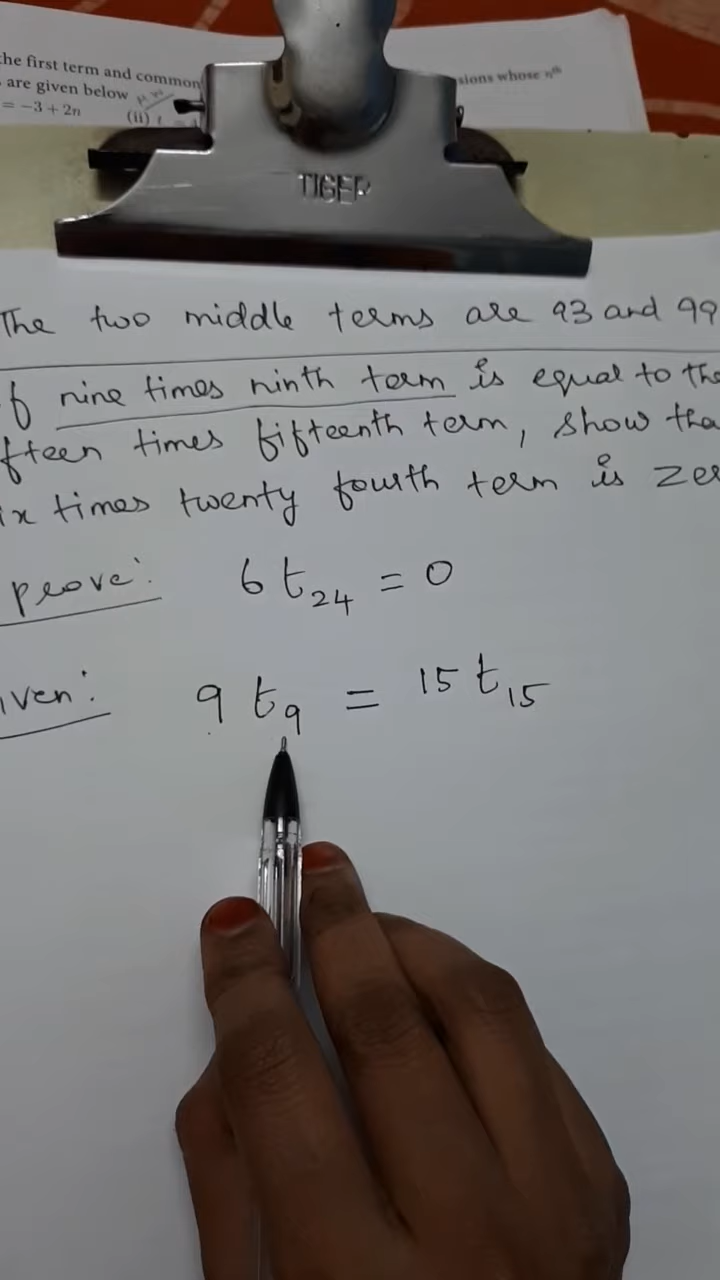 the first term and common
sions whose nth
are given below
= -3 + 2n
(ii) t
TIGER
The two middle terms are 93 and 99
f nine times ninth term is equal to the
fteen times fifteenth term, show tha
ix times twenty fourth term is zer
prove:
6 t24 = 0
iven:
9 t9 = 15 t15